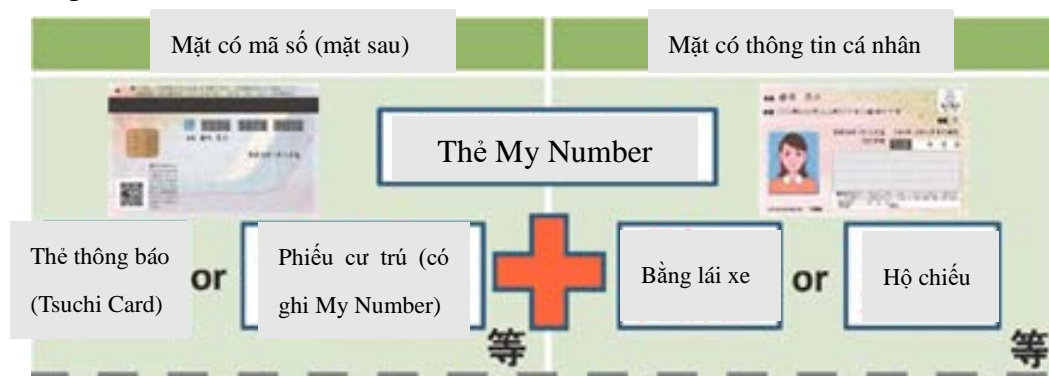 Mặt có mã số (mặt sau)
Mặt có thông tin cá nhân
Thẻ My Number
Thẻ thông báo
(Tsuchi Card)
or
Phiếu cư trú (có
ghi My Number)
等
Bằng lái xe
or
Hộ chiếu
等